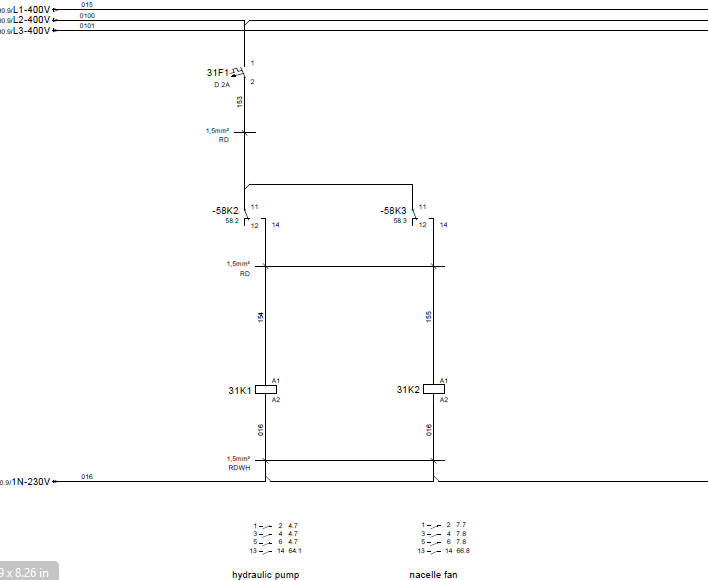 015
0.9/L1-400V
0100
0.9/L2-400V
0101
0.9/L3-400V
1
31F1
2
D 2A
153
1,5mm²
RD
-58K2 11
58.2 12 14
-58K3 11
58.3 12 14
1,5mm²
RD
154
155
A1
31K1
A2
A1
31K2
A2
016
016
1,5mm²
RDWH
016
0.9/1N-230V
1 2 4.7
3 4 4.7
5 6 4.7
13 14 64.1
1 2 7.7
3 4 7.8
5 6 7.8
13 14 66.8
9 x 8.26 in
hydraulic pump
nacelle fan